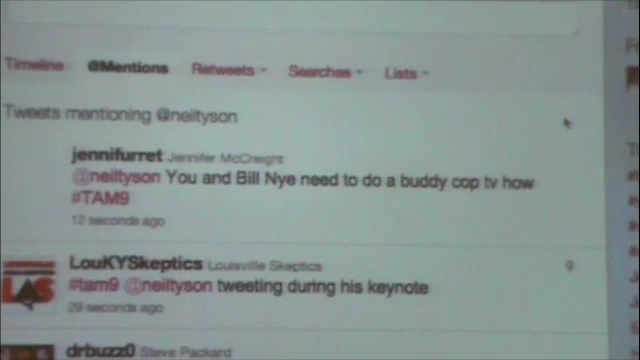 Timeline @Mentions Retweets Searches Lists
Tweets mentioning @neiltyson
jennifurret Jennifer McCreight
@neiltyson You and Bill Nye need to do a buddy cop tv how
#TAM9
12 seconds ago
LouKYSkeptics Louisville Skeptics
#tam9 @neiltyson tweeting during his keynote
29 seconds ago
LAS
drbuzz0 Steve Packard